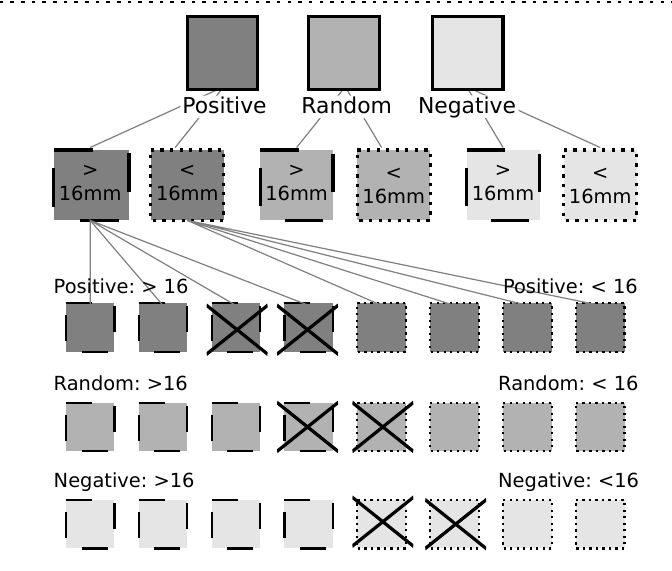 Positive Random Negative
> < > < > <
16mm 16mm 16mm 16mm 16mm 16mm
Positive: > 16 Positive: < 16
Random: >16 Random: < 16
Negative: >16 Negative: <16